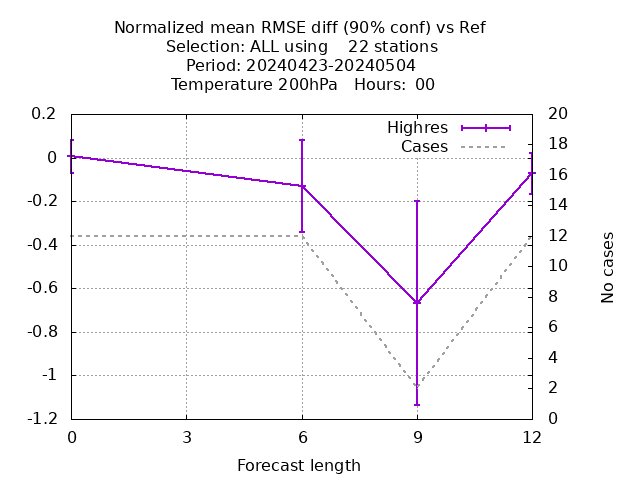 Normalized mean RMSE diff (90% conf) vs Ref
Selection: ALL using    22 stations
Period: 20240423-20240504
Temperature 200hPa   Hours:  00
Highres
Cases
0.2
0
-0.2
-0.4
-0.6
-0.8
-1
-1.2
20
18
16
14
12
10
8
6
4
2
0
No cases
0 3 6 9 12
Forecast length